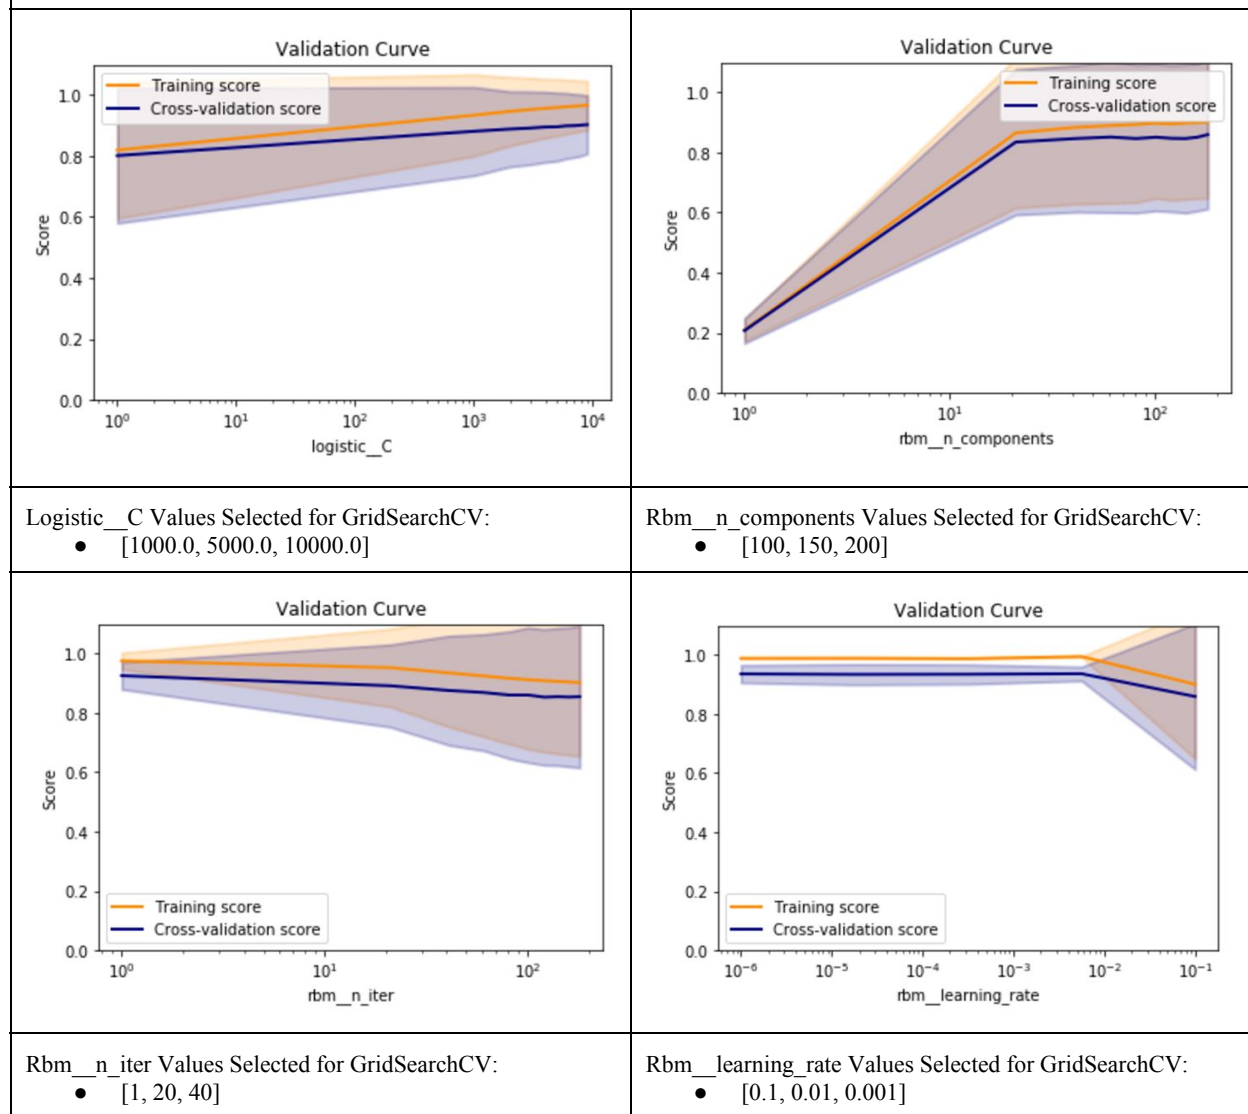 Validation Curve
Training score
Cross-validation score
1.0
0.8
0.6
0.4
0.2
0.0
Score
10⁰ 10¹ 10² 10³ 10⁴
logistic__C
Validation Curve
Training score
Cross-validation score
1.0
0.8
0.6
0.4
0.2
0.0
Score
10⁰ 10¹ 10²
rbm__n_components
Logistic__C Values Selected for GridSearchCV:
● [1000.0, 5000.0, 10000.0]
Rbm__n_components Values Selected for GridSearchCV:
● [100, 150, 200]
Validation Curve
1.0
0.8
0.6
0.4
0.2
0.0
Score
Training score
Cross-validation score
10⁰ 10¹ 10²
rbm__n_iter
Validation Curve
1.0
0.8
0.6
0.4
0.2
0.0
Score
Training score
Cross-validation score
10⁻⁶ 10⁻⁵ 10⁻⁴ 10⁻³ 10⁻² 10⁻¹
rbm__learning_rate
Rbm__n_iter Values Selected for GridSearchCV:
● [1, 20, 40]
Rbm__learning_rate Values Selected for GridSearchCV:
● [0.1, 0.01, 0.001]